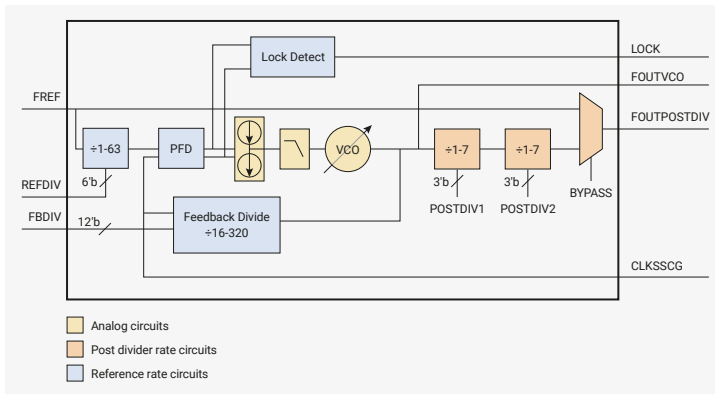 Lock Detect
LOCK
FOUTVCO
FREF
FOUTPOSTDIV
÷1-63
PFD
VCO
÷1-7
÷1-7
6'b
3'b
3'b
REFDIV
BYPASS
POSTDIV1
POSTDIV2
FBDIV
12'b
Feedback Divide
÷16-320
CLKSSCG
Analog circuits
Post divider rate circuits
Reference rate circuits